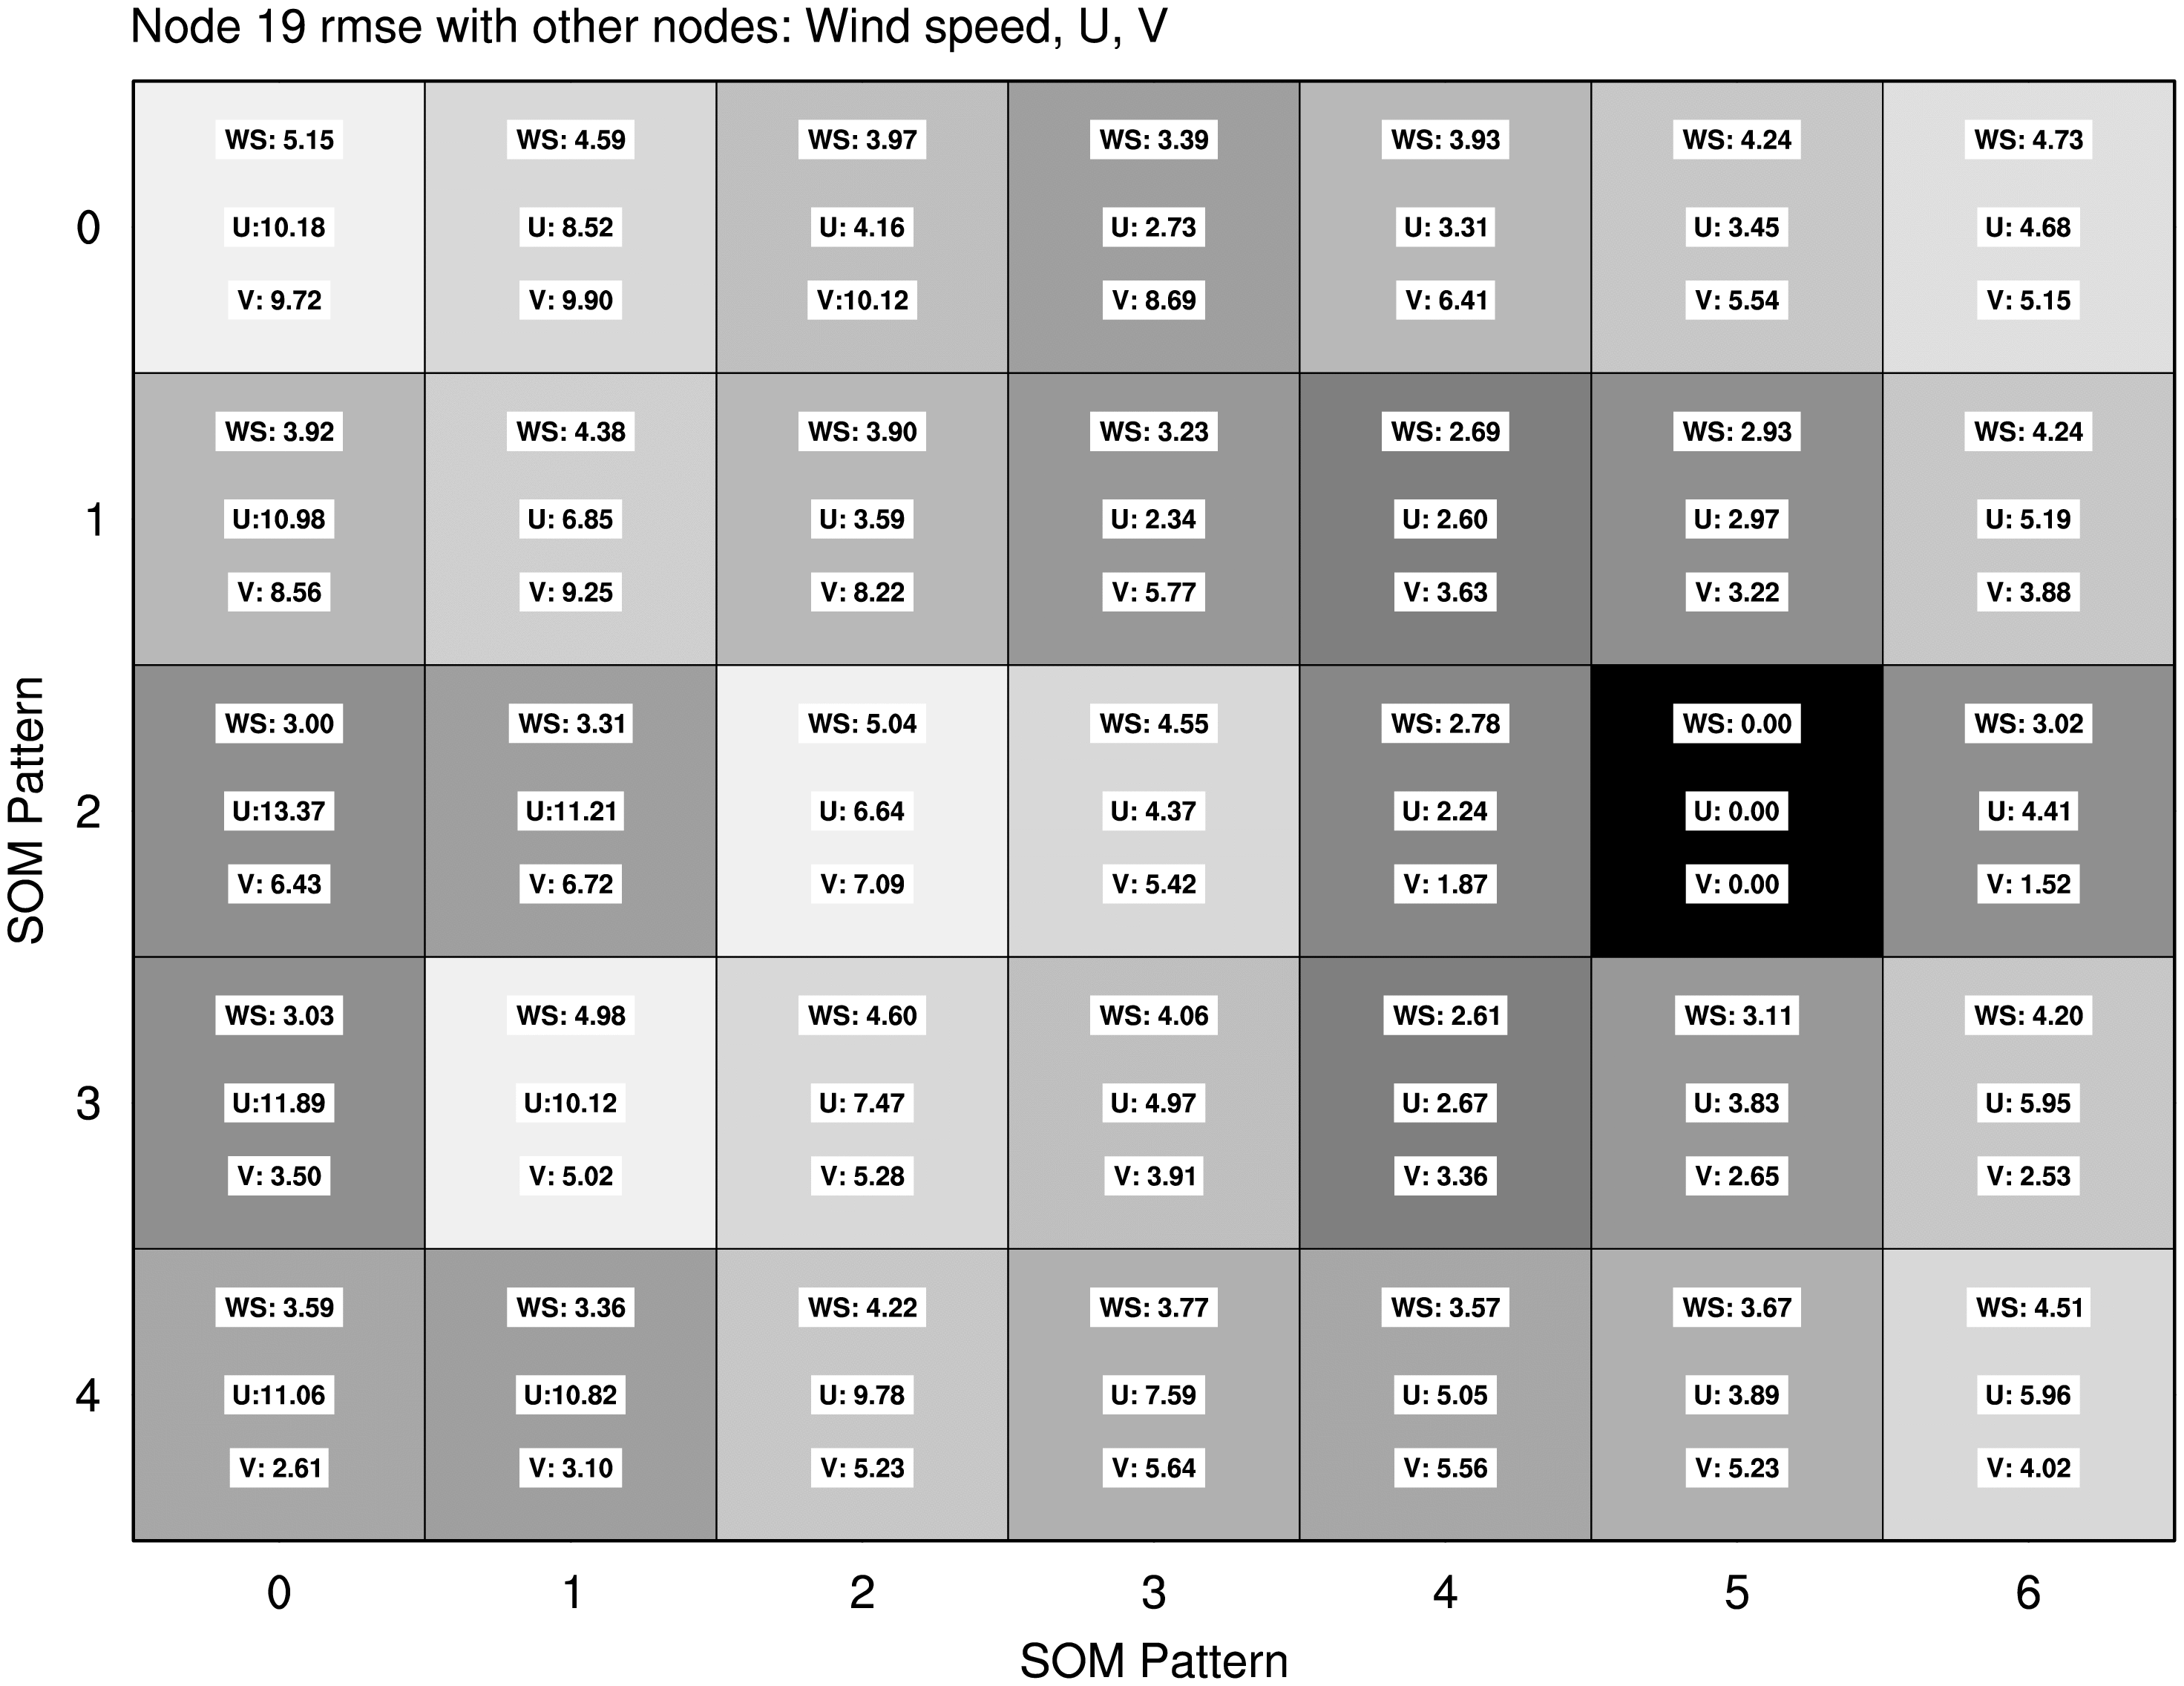 Node 19 rmse with other nodes: Wind speed, U, V
WS: 5.15 WS: 4.59 WS: 3.97 WS: 3.39 WS: 3.93 WS: 4.24 WS: 4.73
0 U:10.18 U: 8.52 U: 4.16 U: 2.73 U: 3.31 U: 3.45 U: 4.68
V: 9.72 V: 9.90 V:10.12 V: 8.69 V: 6.41 V: 5.54 V: 5.15
WS: 3.92 WS: 4.38 WS: 3.90 WS: 3.23 WS: 2.69 WS: 2.93 WS: 4.24
1 U:10.98 U: 6.85 U: 3.59 U: 2.34 U: 2.60 U: 2.97 U: 5.19
V: 8.56 V: 9.25 V: 8.22 V: 5.77 V: 3.63 V: 3.22 V: 3.88
WS: 3.00 WS: 3.31 WS: 5.04 WS: 4.55 WS: 2.78 WS: 0.00 WS: 3.02
2 U:13.37 U:11.21 U: 6.64 U: 4.37 U: 2.24 U: 0.00 U: 4.41
V: 6.43 V: 6.72 V: 7.09 V: 5.42 V: 1.87 V: 0.00 V: 1.52
WS: 3.03 WS: 4.98 WS: 4.60 WS: 4.06 WS: 2.61 WS: 3.11 WS: 4.20
3 U:11.89 U:10.12 U: 7.47 U: 4.97 U: 2.67 U: 3.83 U: 5.95
V: 3.50 V: 5.02 V: 5.28 V: 3.91 V: 3.36 V: 2.65 V: 2.53
WS: 3.59 WS: 3.36 WS: 4.22 WS: 3.77 WS: 3.57 WS: 3.67 WS: 4.51
4 U:11.06 U:10.82 U: 9.78 U: 7.59 U: 5.05 U: 3.89 U: 5.96
V: 2.61 V: 3.10 V: 5.23 V: 5.64 V: 5.56 V: 5.23 V: 4.02
0 1 2 3 4 5 6
SOM Pattern
SOM Pattern